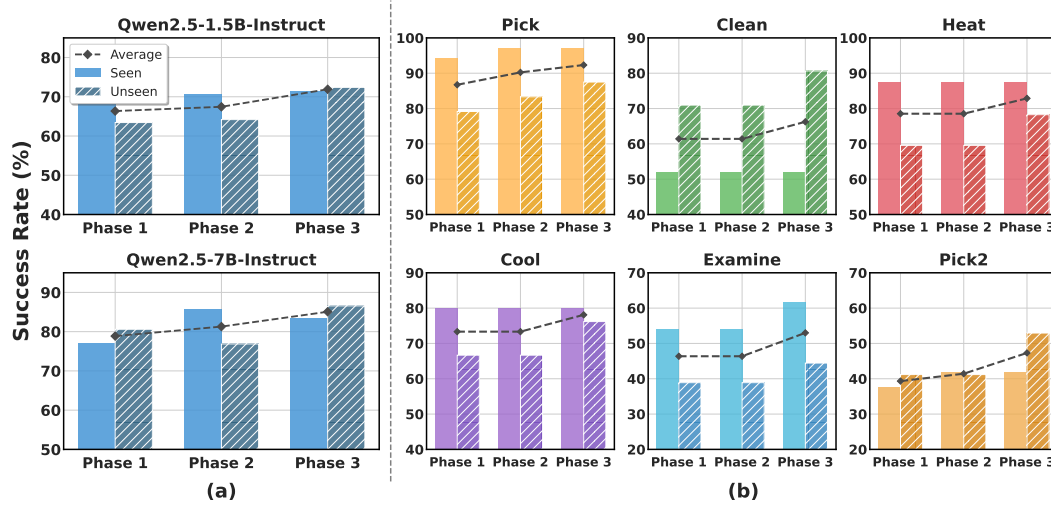 Success Rate (%)
Qwen2.5-1.5B-Instruct
Average
Seen
Unseen
80
70
60
50
40
Phase 1 Phase 2 Phase 3
Qwen2.5-7B-Instruct
90
80
70
60
50
Phase 1 Phase 2 Phase 3
(a)
Pick
100
90
80
70
60
50
Phase 1 Phase 2 Phase 3
Clean
90
80
70
60
50
40
Phase 1 Phase 2 Phase 3
Heat
100
90
80
70
60
50
Phase 1 Phase 2 Phase 3
Cool
90
80
70
60
50
40
Phase 1 Phase 2 Phase 3
Examine
70
60
50
40
30
20
Phase 1 Phase 2 Phase 3
Pick2
70
60
50
40
30
20
Phase 1 Phase 2 Phase 3
(b)